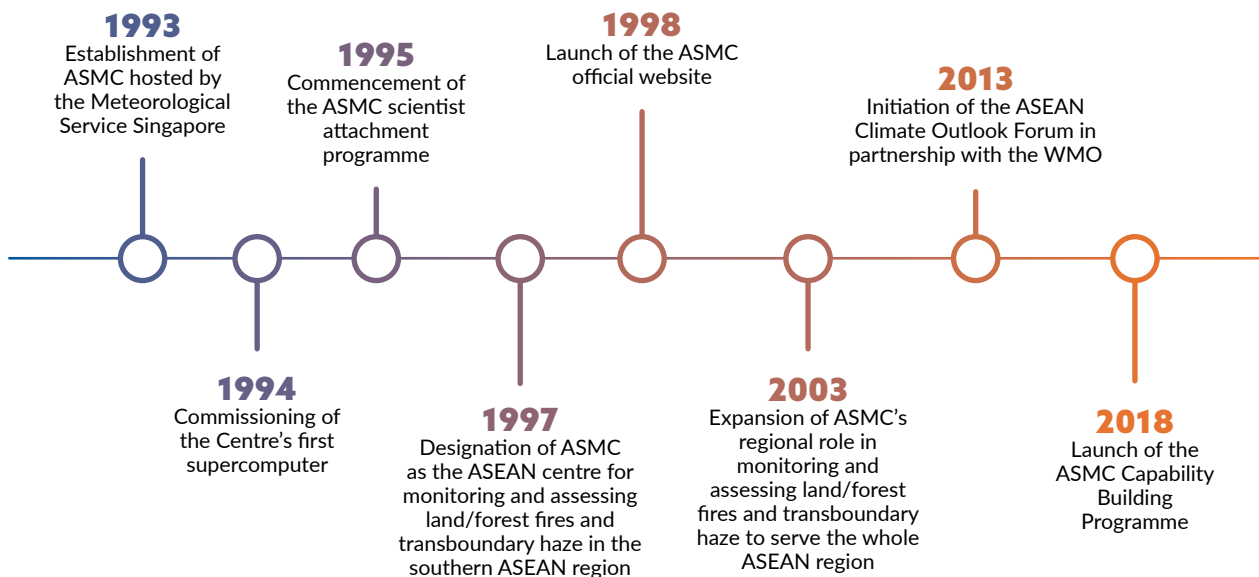 1993
Establishment of
ASMC hosted by
the Meteorological
Service Singapore
1994
Commissioning of
the Centre's first
supercomputer
1995
Commencement of
the ASMC scientist
attachment
programme
1997
Designation of ASMC
as the ASEAN centre for
monitoring and assessing
land/forest fires and
transboundary haze in the
southern ASEAN region
1998
Launch of the ASMC
official website
2003
Expansion of ASMC's
regional role in
monitoring and
assessing land/forest
fires and transboundary
haze to serve the whole
ASEAN region
2013
Initiation of the ASEAN
Climate Outlook Forum in
partnership with the WMO
2018
Launch of the
ASMC Capability
Building
Programme